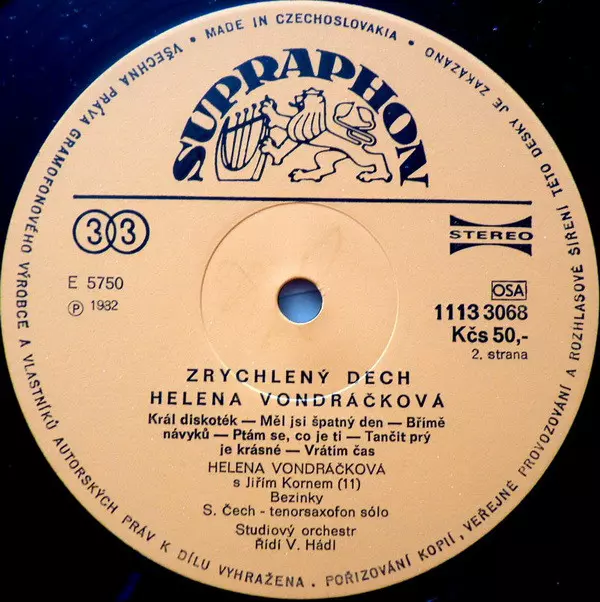 VŠECHNA PRÁVA GRAMOFONOVÉHO VÝROBCE A VLASTNÍKŮ AUTORSKÝCH PRÁV K DÍLU VYHRAŽENA. POŘIZOVÁNÍ KOPIÍ, VEŘEJNÉ PROVOZOVÁNÍ A ROZHLASOVÉ ŠÍŘENÍ TÉTO DESKY JE ZAKÁZÁNO • MADE IN CZECHOSLOVAKIA •
SUPRAPHON
33
STEREO
E 5750
Ⓟ 1982
OSA
1113 3068
Kčs 50,-
2. strana
ZRYCHLENÝ DECH
HELENA VONDRÁČKOVÁ
Král diskoték — Měl jsi špatný den — Břímě
návyků — Ptám se, co je ti — Tančit prý
je krásné — Vrátím čas
HELENA VONDRÁČKOVÁ
s Jiřím Kornem (11)
Bezinky
S. Čech - tenorsaxofon sólo
Studiový orchestr
Řídí V. Hádl